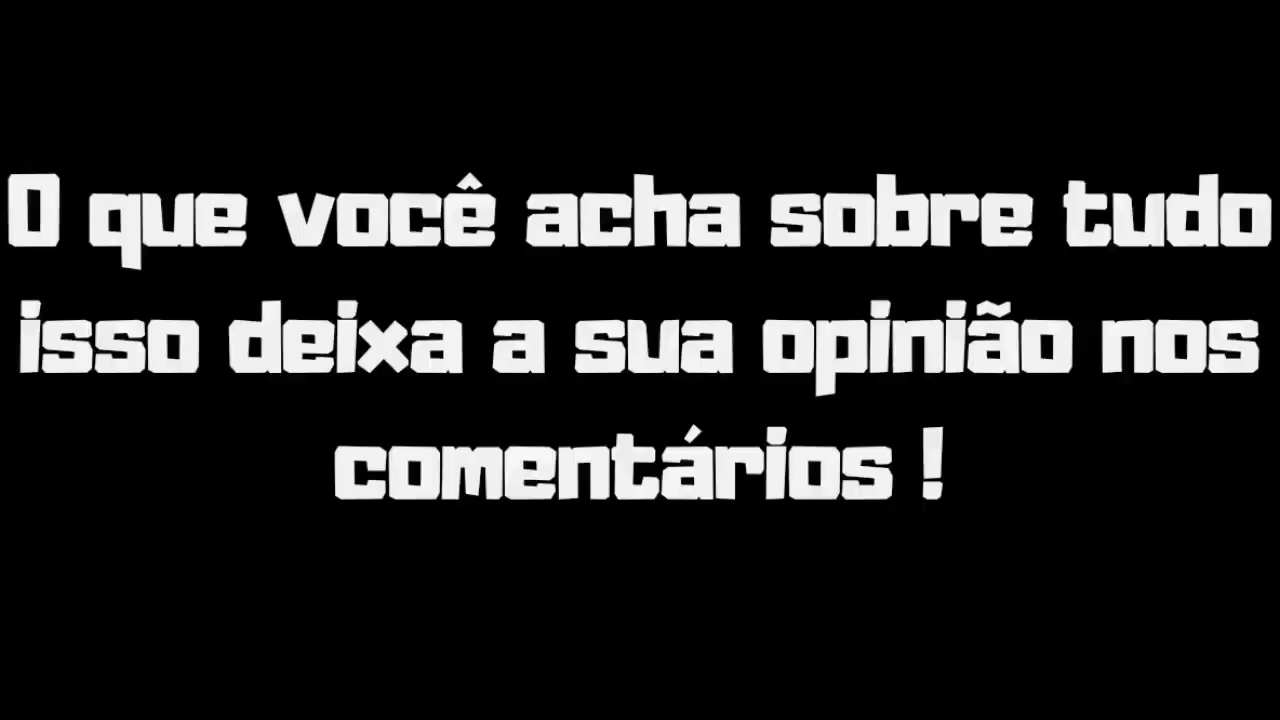 O que você acha sobre tudo
isso deixa a sua opinião nos
comentários !